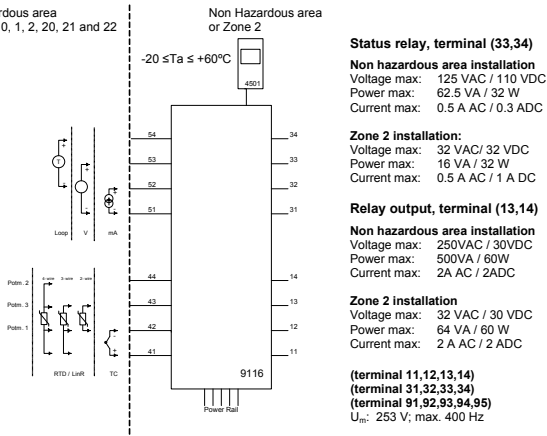 rdous area
0, 1, 2, 20, 21 and 22
Non Hazardous area
or Zone 2
-20 ≤Ta ≤ +60ºC
4501
54
53
52
51
44
43
42
41
34
33
32
31
14
13
12
11
9116
Power Rail
T
+
-
+
-
+
-
Loop
V
mA
Potm. 2
Potm. 3
Potm. 1
4-wire
3-wire
2-wire
-
+
RTD / LinR
TC
Status relay, terminal (33,34)
Non hazardous area installation
Voltage max: 125 VAC / 110 VDC
Power max: 62.5 VA / 32 W
Current max: 0.5 A AC / 0.3 ADC
Zone 2 installation:
Voltage max: 32 VAC/ 32 VDC
Power max: 16 VA / 32 W
Current max: 0.5 A AC / 1 A DC
Relay output, terminal (13,14)
Non hazardous area installation
Voltage max: 250VAC / 30VDC
Power max: 500VA / 60W
Current max: 2A AC / 2ADC
Zone 2 installation
Voltage max: 32 VAC / 30 VDC
Power max: 64 VA / 60 W
Current max: 2 A AC / 2 ADC
(terminal 11,12,13,14)
(terminal 31,32,33,34)
(terminal 91,92,93,94,95)
Um: 253 V; max. 400 Hz